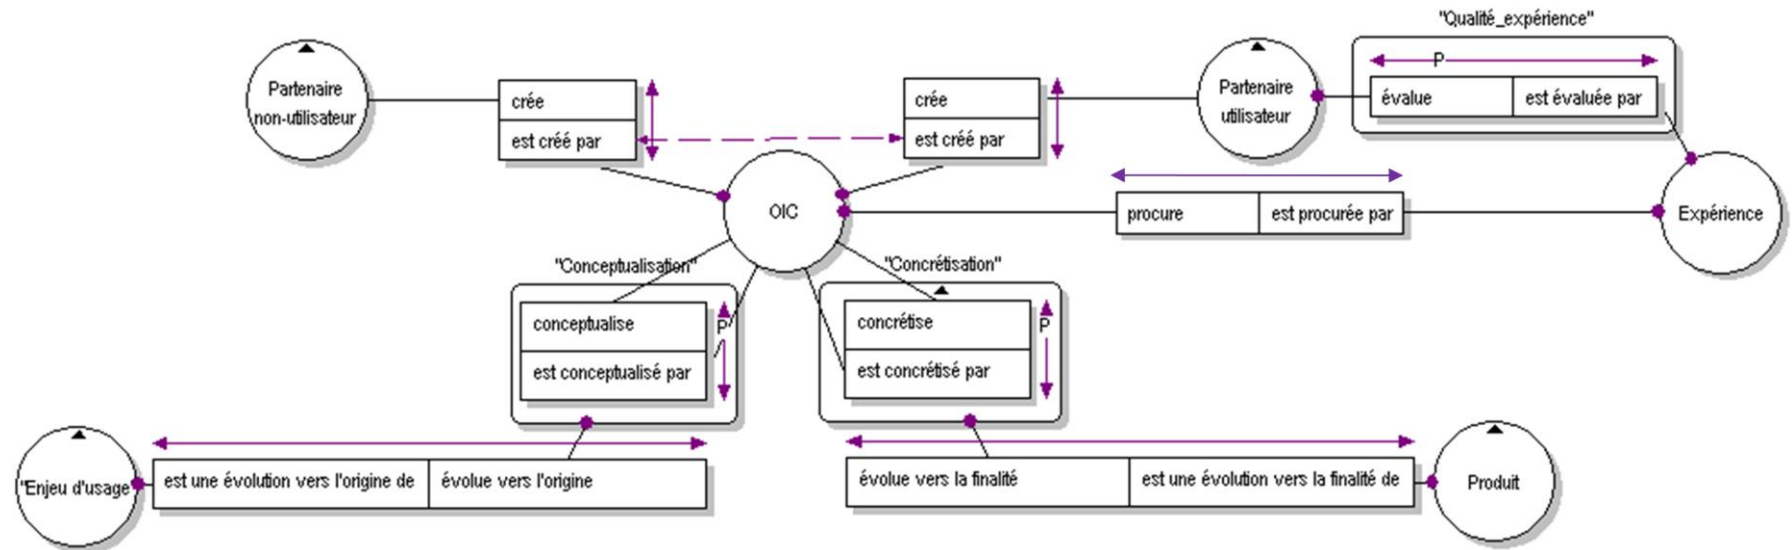 "Qualité_expérience"
Partenaire
non-utilisateur
crée
est créé par
crée
est créé par
Partenaire
utilisateur
P
évalue
est évaluée par
OIC
procure
est procurée par
Expérience
"Conceptualisation"
"Concrétisation"
conceptualise
P
est conceptualisé par
concrétise
P
est concrétisé par
"Enjeu d'usage
est une évolution vers l'origine de
évolue vers l'origine
évolue vers la finalité
est une évolution vers la finalité de
Produit